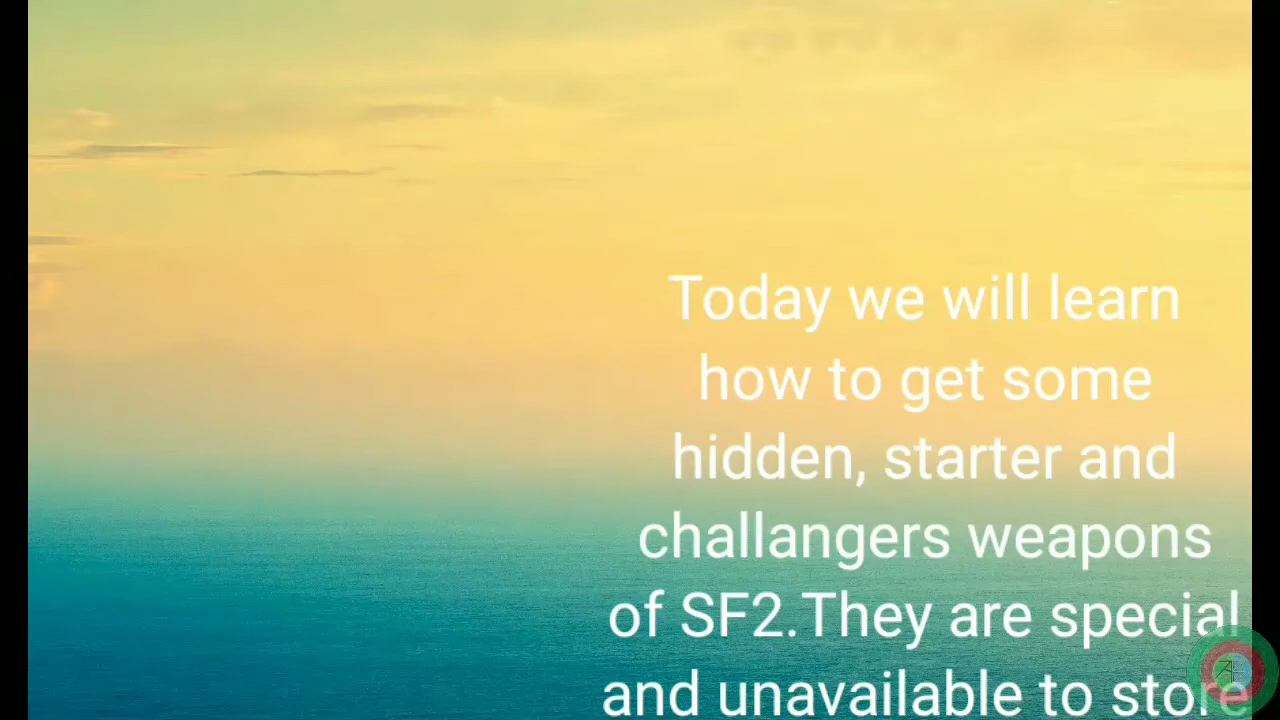 Today we will learn
how to get some
hidden, starter and
challangers weapons
of SF2.They are special
and unavailable to store